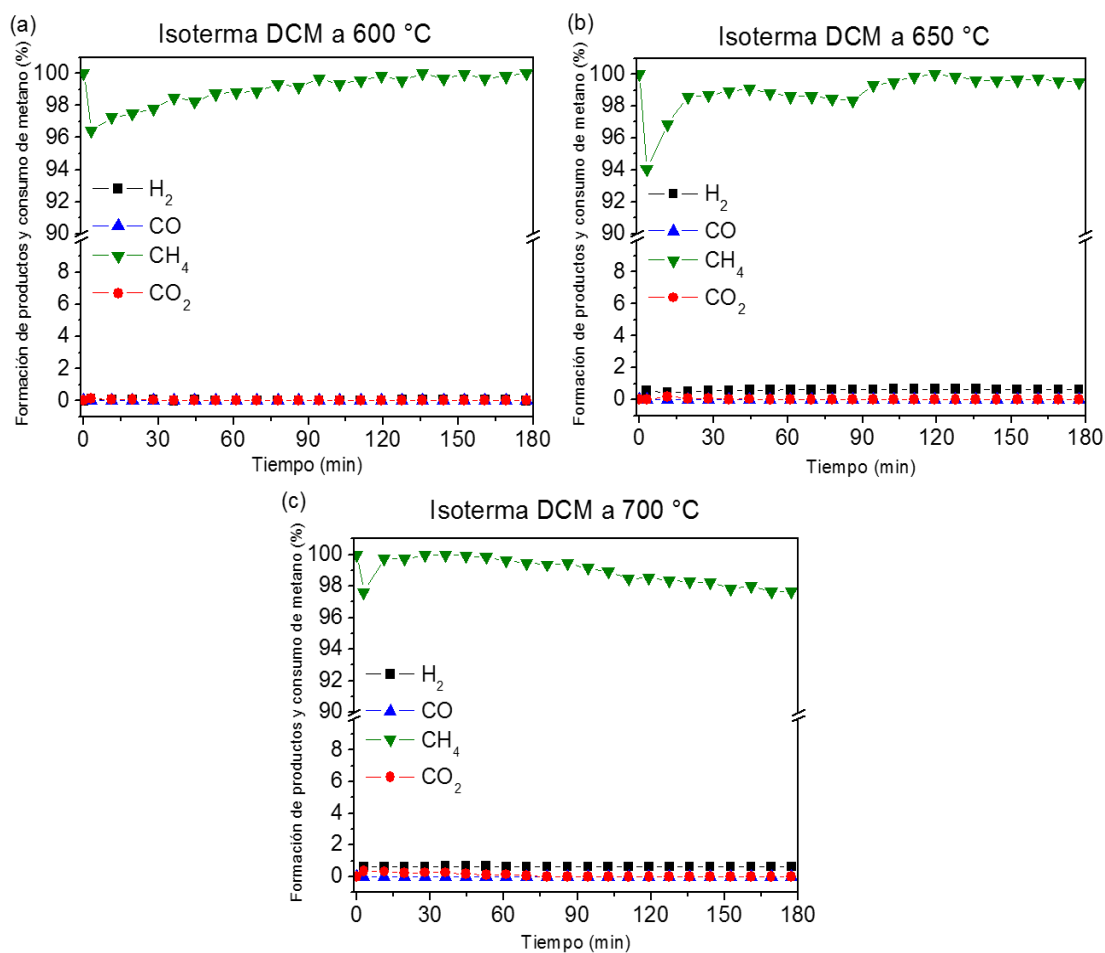 (a)
Isoterma DCM a 600 °C
Formación de productos y consumo de metano (%)
100
98
96
94
92
90
8
6
4
2
0
H2
CO
CH4
CO2
0 30 60 90 120 150 180
Tiempo (min)
(b)
Isoterma DCM a 650 °C
Formación de productos y consumo de metano (%)
100
98
96
94
92
90
8
6
4
2
0
H2
CO
CH4
CO2
0 30 60 90 120 150 180
Tiempo (min)
(c)
Isoterma DCM a 700 °C
Formación de productos y consumo de metano (%)
100
98
96
94
92
90
8
6
4
2
0
H2
CO
CH4
CO2
0 30 60 90 120 150 180
Tiempo (min)